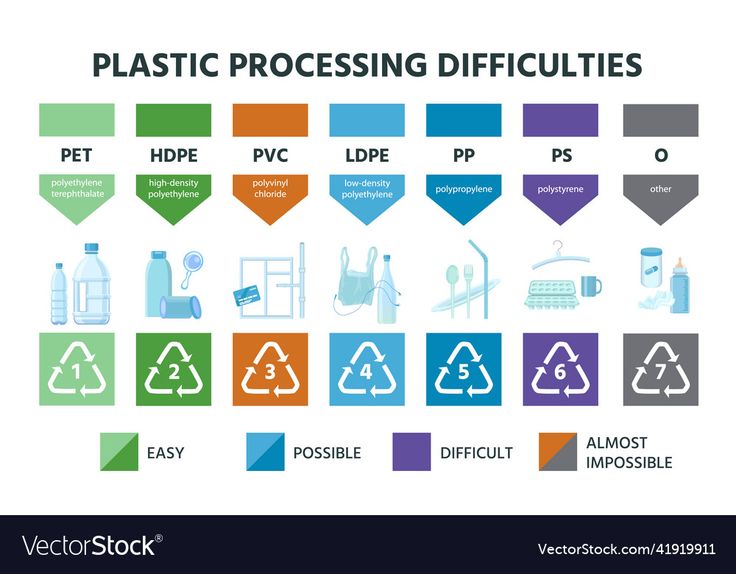 PLASTIC PROCESSING DIFFICULTIES
PET HDPE PVC LDPE PP PS O
polyethylene terephthalate
high-density polyethylene
polyvinyl chloride
low-density polyethylene
polypropylene
polystyrene
other
1 2 3 4 5 6 7
EASY
POSSIBLE
DIFFICULT
ALMOST
IMPOSSIBLE
VectorStock®
VectorStock.com/41919911